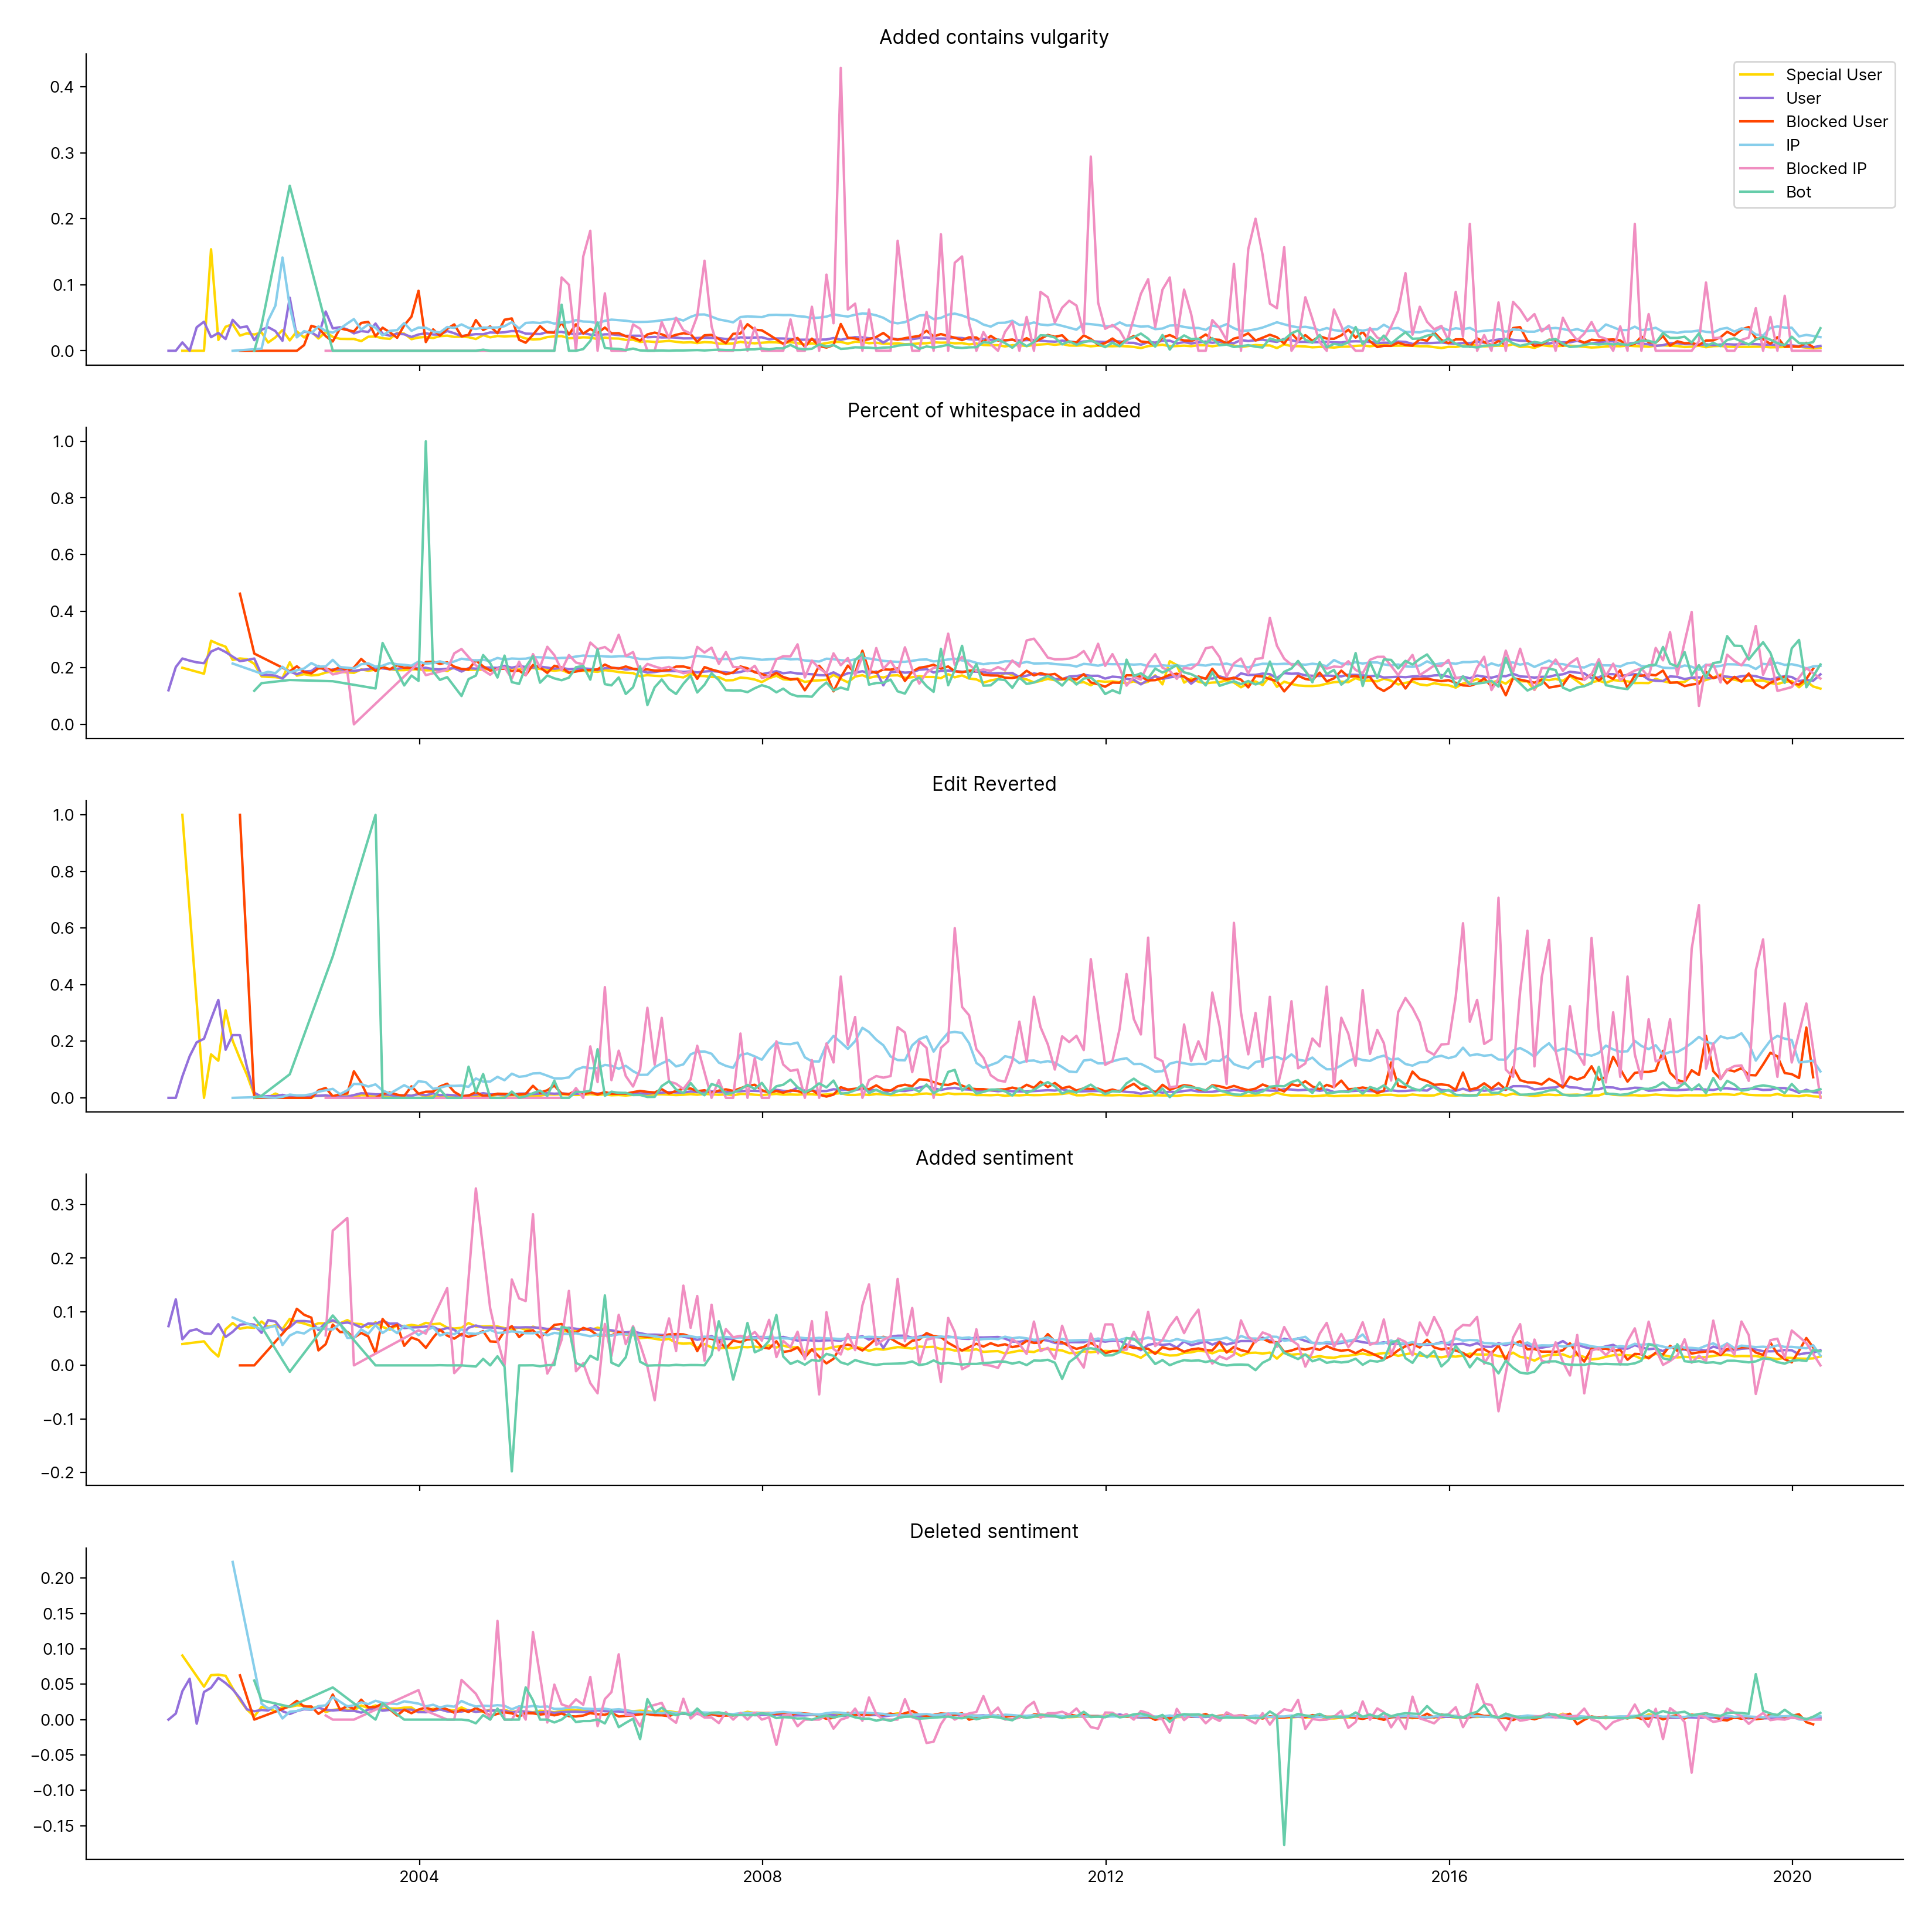 Added contains vulgarity
0.4
0.3
0.2
0.1
0.0
Special User
User
Blocked User
IP
Blocked IP
Bot
Percent of whitespace in added
1.0
0.8
0.6
0.4
0.2
0.0
Edit Reverted
1.0
0.8
0.6
0.4
0.2
0.0
Added sentiment
0.3
0.2
0.1
0.0
−0.1
−0.2
Deleted sentiment
0.20
0.15
0.10
0.05
0.00
−0.05
−0.10
−0.15
2004 2008 2012 2016 2020